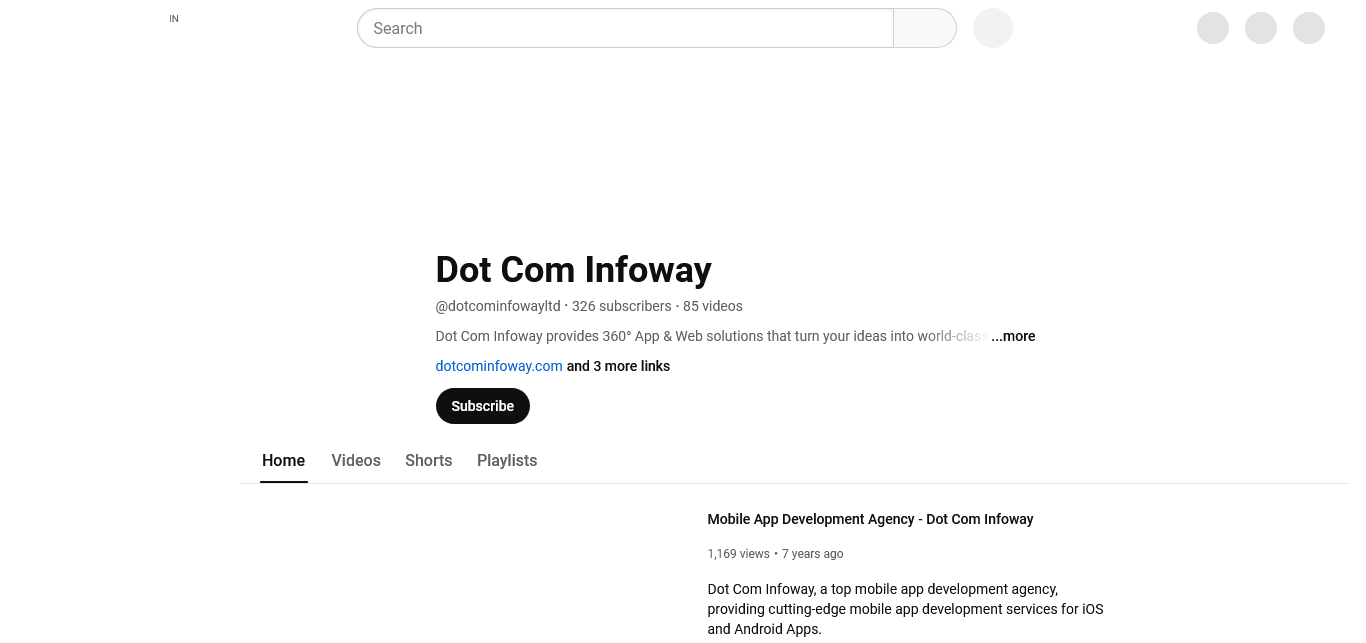 IN
Search
Dot Com Infoway
@dotcominfowayltd • 326 subscribers • 85 videos
Dot Com Infoway provides 360° App & Web solutions that turn your ideas into world-class ...more
dotcominfoway.com and 3 more links
Subscribe
Home Videos Shorts Playlists
Mobile App Development Agency - Dot Com Infoway
1,169 views • 7 years ago
Dot Com Infoway, a top mobile app development agency,
providing cutting-edge mobile app development services for iOS
and Android Apps.